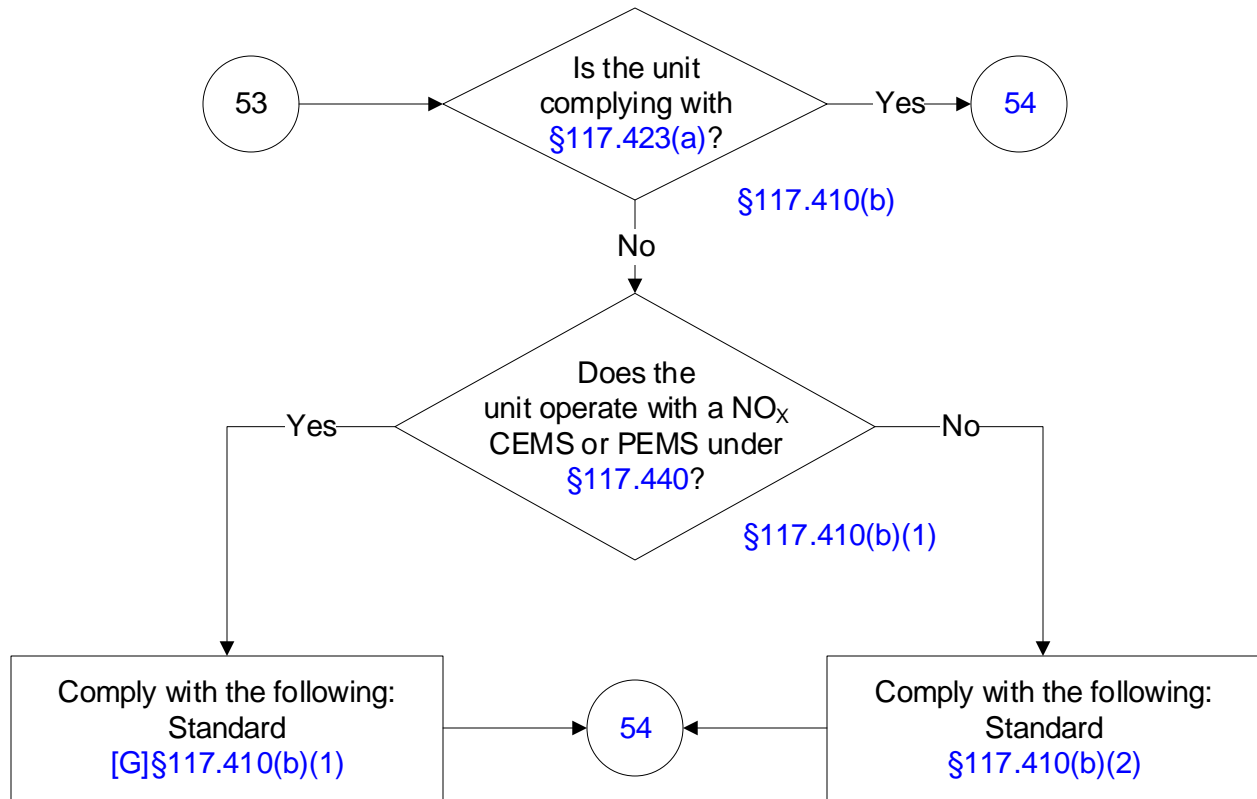 53
Is the unit
complying with
§117.423(a)?
Yes
54
§117.410(b)
No
Does the
unit operate with a NOX
CEMS or PEMS under
§117.440?
Yes
No
§117.410(b)(1)
Comply with the following:
Standard
[G]§117.410(b)(1)
54
Comply with the following:
Standard
§117.410(b)(2)